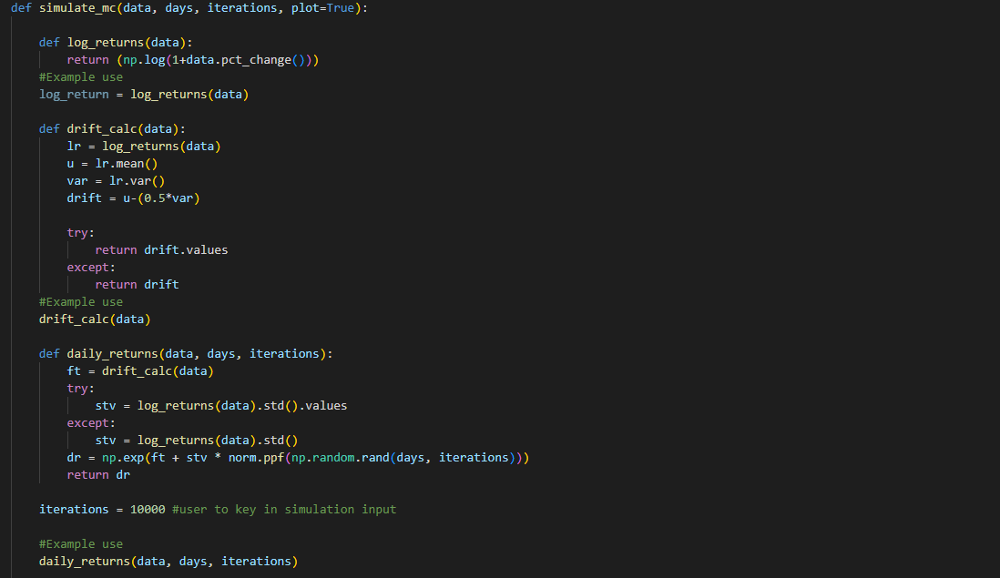 def simulate_mc(data, days, iterations, plot=True):
def log_returns(data):
return (np.log(1+data.pct_change()))
#Example use
log_return = log_returns(data)
def drift_calc(data):
lr = log_returns(data)
u = lr.mean()
var = lr.var()
drift = u-(0.5*var)
try:
return drift.values
except:
return drift
#Example use
drift_calc(data)
def daily_returns(data, days, iterations):
ft = drift_calc(data)
try:
stv = log_returns(data).std().values
except:
stv = log_returns(data).std()
dr = np.exp(ft + stv * norm.ppf(np.random.rand(days, iterations)))
return dr
iterations = 10000 #user to key in simulation input
#Example use
daily_returns(data, days, iterations)